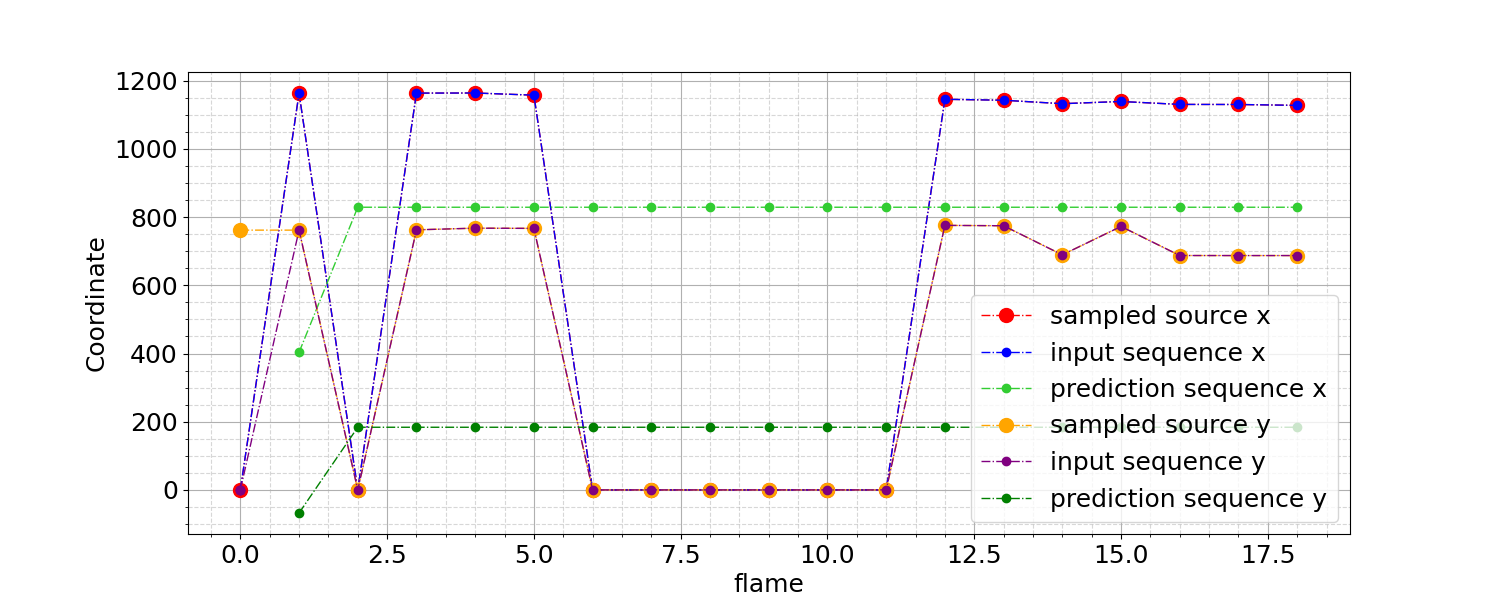 1200
1000
800
600
400
200
0
Coordinate
0.0 2.5 5.0 7.5 10.0 12.5 15.0 17.5
flame
sampled source x
input sequence x
prediction sequence x
sampled source y
input sequence y
prediction sequence y